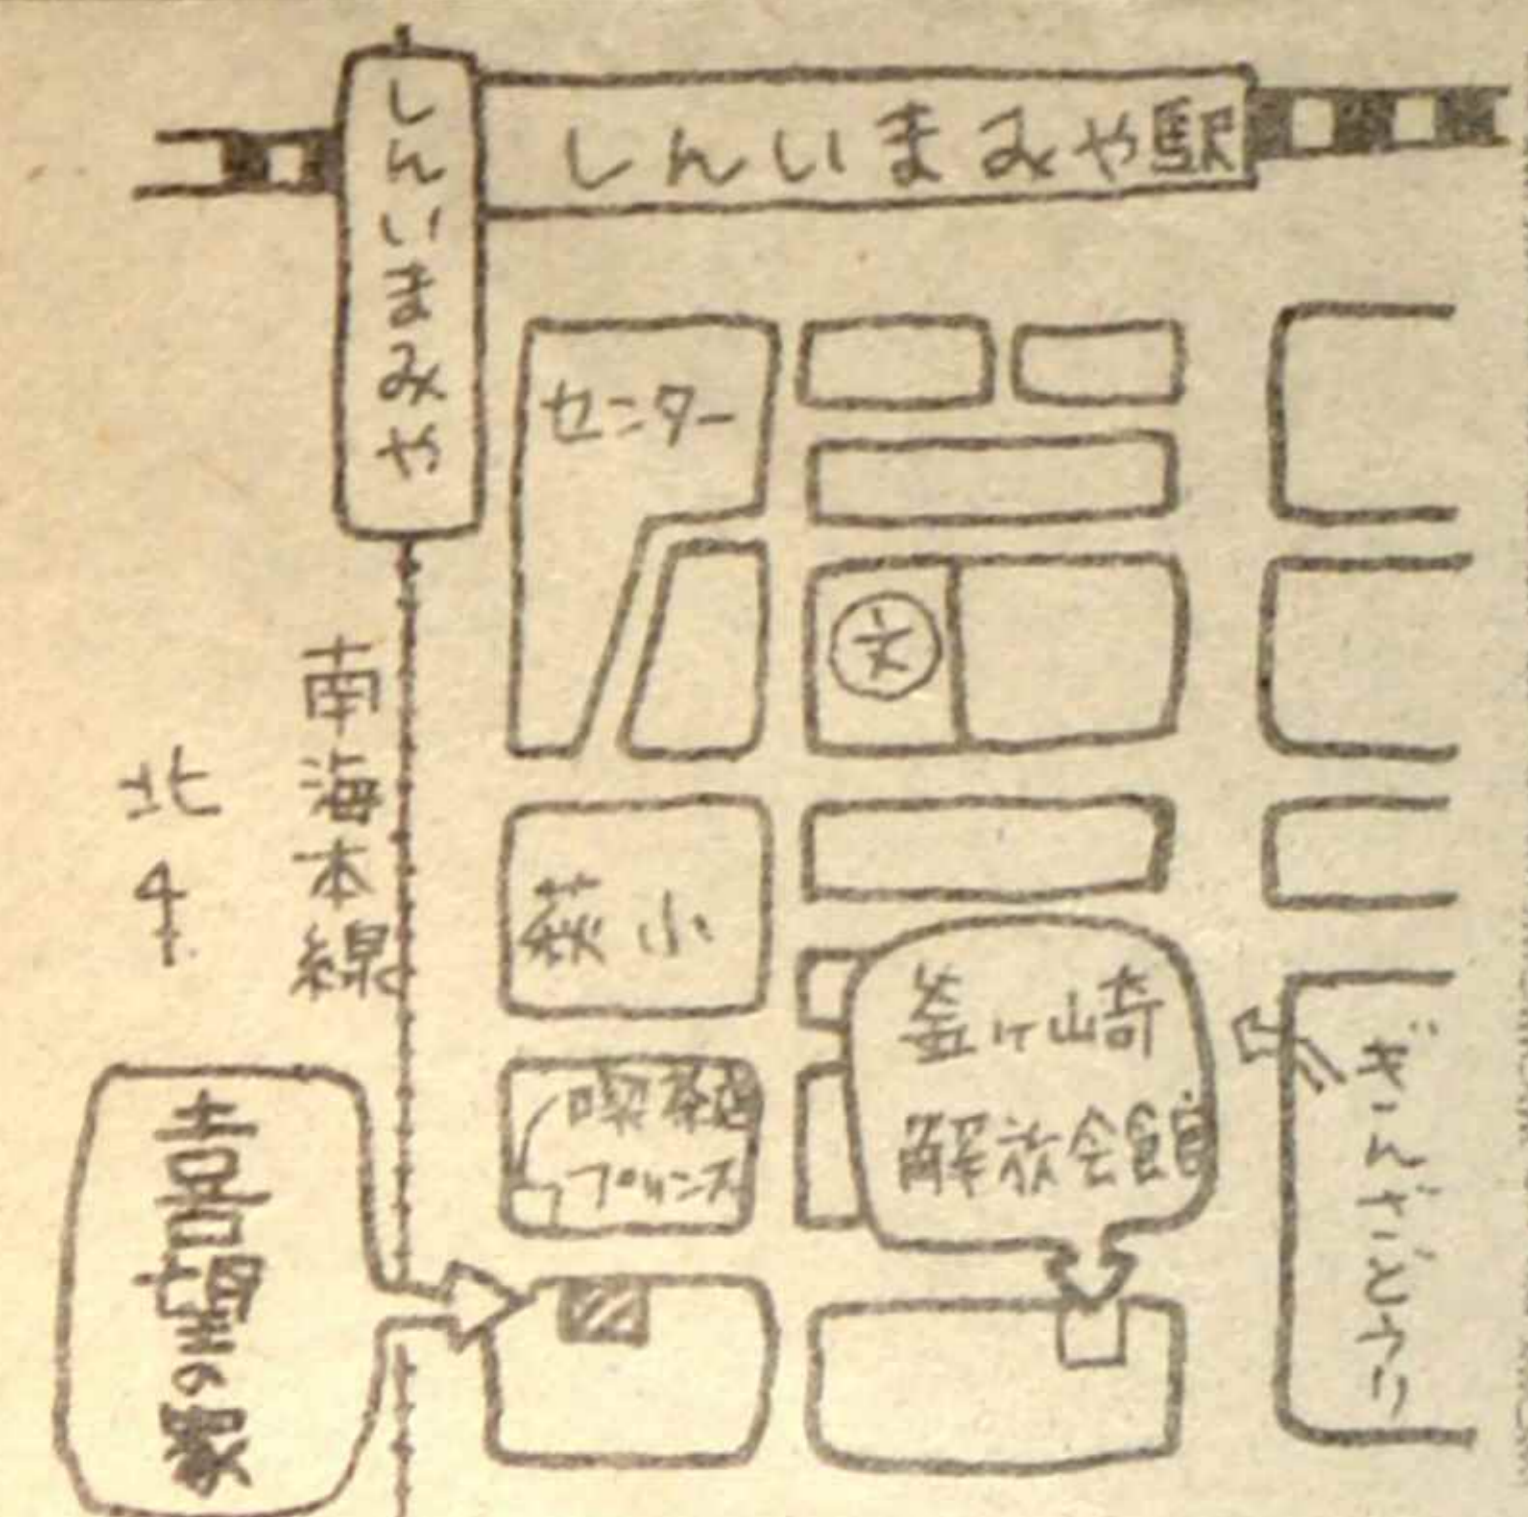 しんいまみや
しんいまみや駅
センター
文
南海本線
北
萩小
釜ヶ崎
解放会館
喫茶店
プリンス
ぎんざどうり
喜望の家